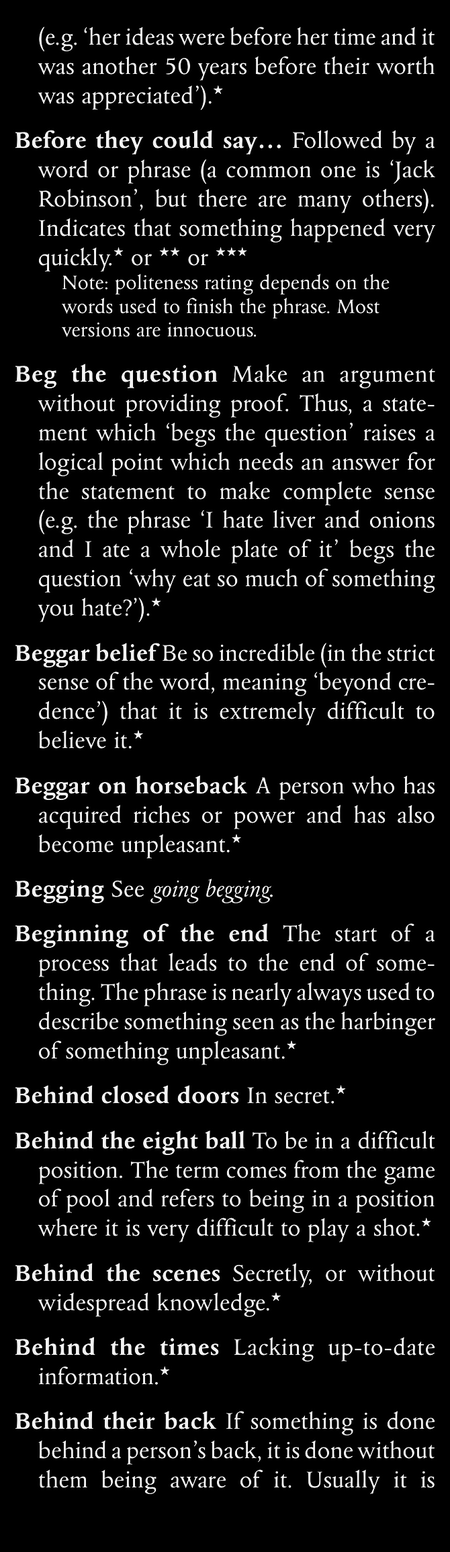 (e.g. ‘her ideas were before her time and it
was another 50 years before their worth
was appreciated’).★
Before they could say… Followed by a
word or phrase (a common one is ‘Jack
Robinson’, but there are many others).
Indicates that something happened very
quickly.★ or ★★ or ★★★
Note: politeness rating depends on the
words used to finish the phrase. Most
versions are innocuous.
Beg the question Make an argument
without providing proof. Thus, a state-
ment which ‘begs the question’ raises a
logical point which needs an answer for
the statement to make complete sense
(e.g. the phrase ‘I hate liver and onions
and I ate a whole plate of it’ begs the
question ‘why eat so much of something
you hate?’).★
Beggar belief Be so incredible (in the strict
sense of the word, meaning ‘beyond cre-
dence’) that it is extremely difficult to
believe it.★
Beggar on horseback A person who has
acquired riches or power and has also
become unpleasant.★
Begging See going begging.
Beginning of the end The start of a
process that leads to the end of some-
thing. The phrase is nearly always used to
describe something seen as the harbinger
of something unpleasant.★
Behind closed doors In secret.★
Behind the eight ball To be in a difficult
position. The term comes from the game
of pool and refers to being in a position
where it is very difficult to play a shot.★
Behind the scenes Secretly, or without
widespread knowledge.★
Behind the times Lacking up-to-date
information.★
Behind their back If something is done
behind a person’s back, it is done without
them being aware of it. Usually it is